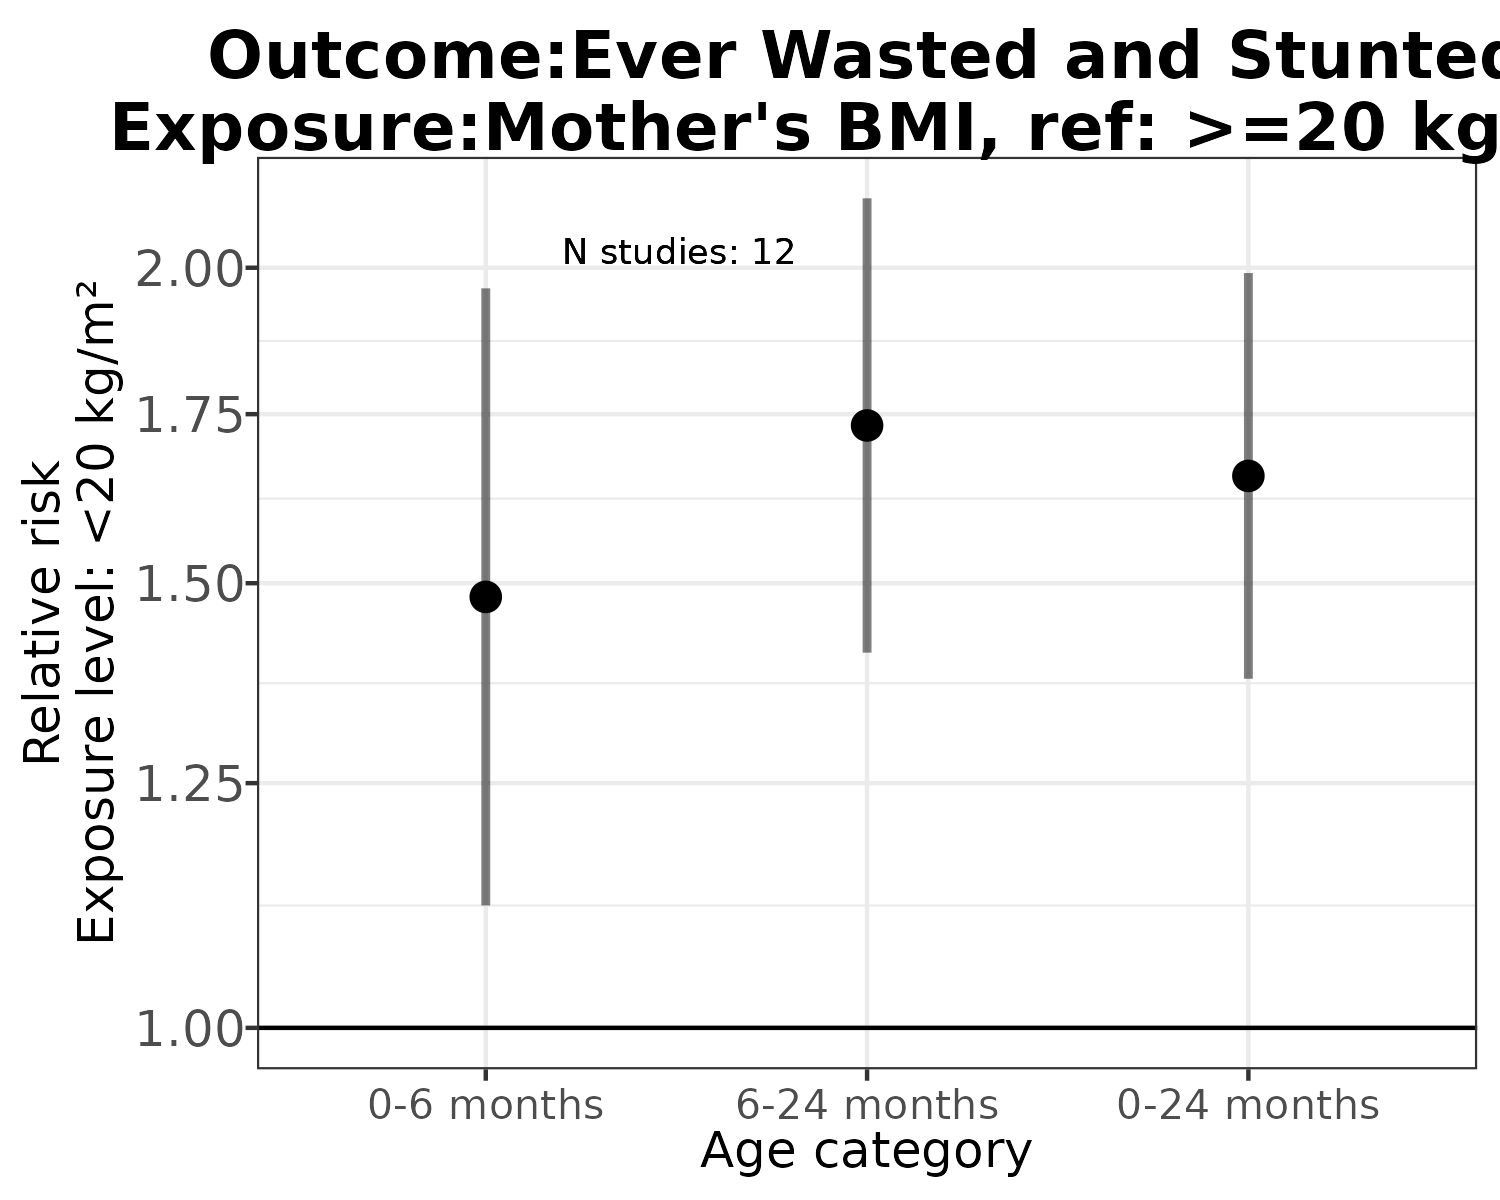 Outcome:Ever Wasted and Stunted
Exposure:Mother's BMI, ref: >=20 kg
N studies: 12
Relative risk
Exposure level: <20 kg/m²
2.00
1.75
1.50
1.25
1.00
0-6 months
6-24 months
0-24 months
Age category